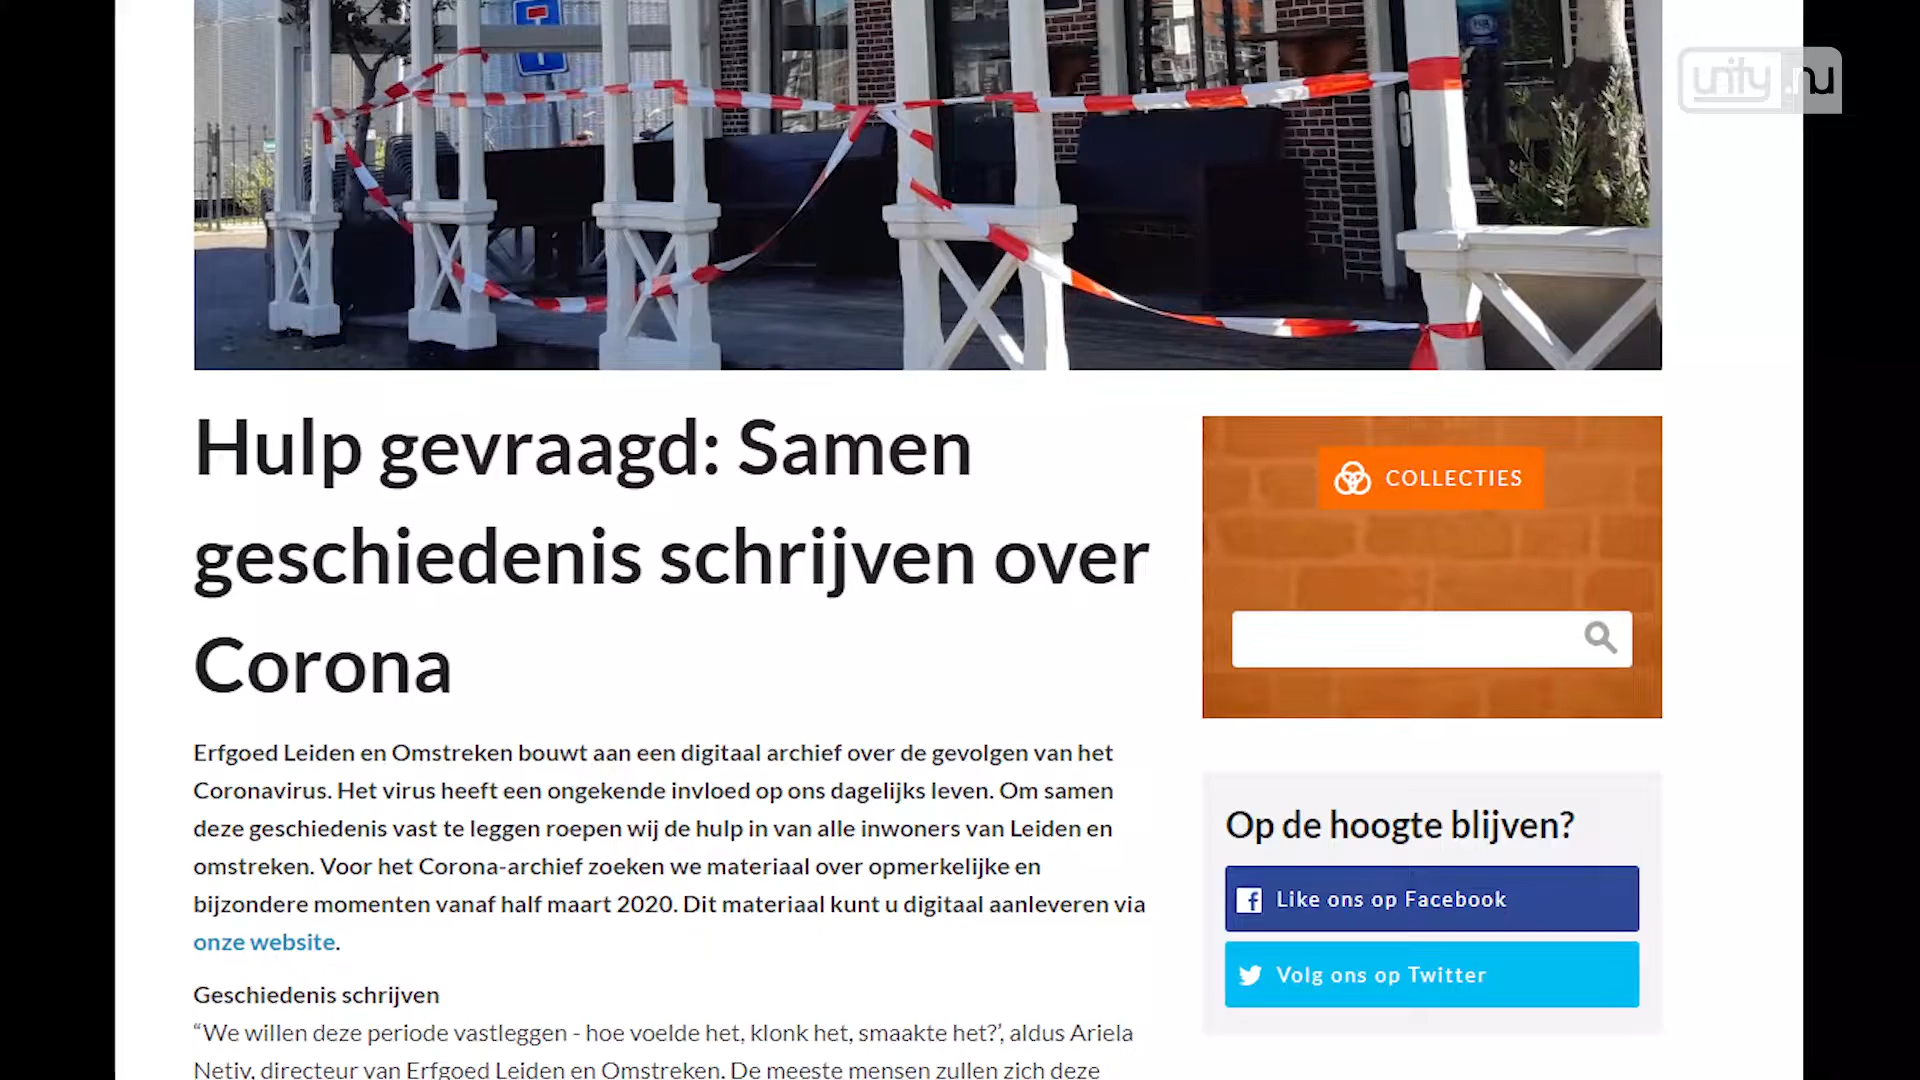 unity.nu
Hulp gevraagd: Samen
geschiedenis schrijven over
Corona
COLLECTIES
Erfgoed Leiden en Omstreken bouwt aan een digitaal archief over de gevolgen van het
Coronavirus. Het virus heeft een ongekende invloed op ons dagelijks leven. Om samen
deze geschiedenis vast te leggen roepen wij de hulp in van alle inwoners van Leiden en
omstreken. Voor het Corona-archief zoeken we materiaal over opmerkelijke en
bijzondere momenten vanaf half maart 2020. Dit materiaal kunt u digitaal aanleveren via
onze website.
Geschiedenis schrijven
“We willen deze periode vastleggen - hoe voelde het, klonk het, smaakte het?’, aldus Ariela
Netiv, directeur van Erfgoed Leiden en Omstreken. De meeste mensen zullen zich deze
Op de hoogte blijven?
Like ons op Facebook
Volg ons op Twitter